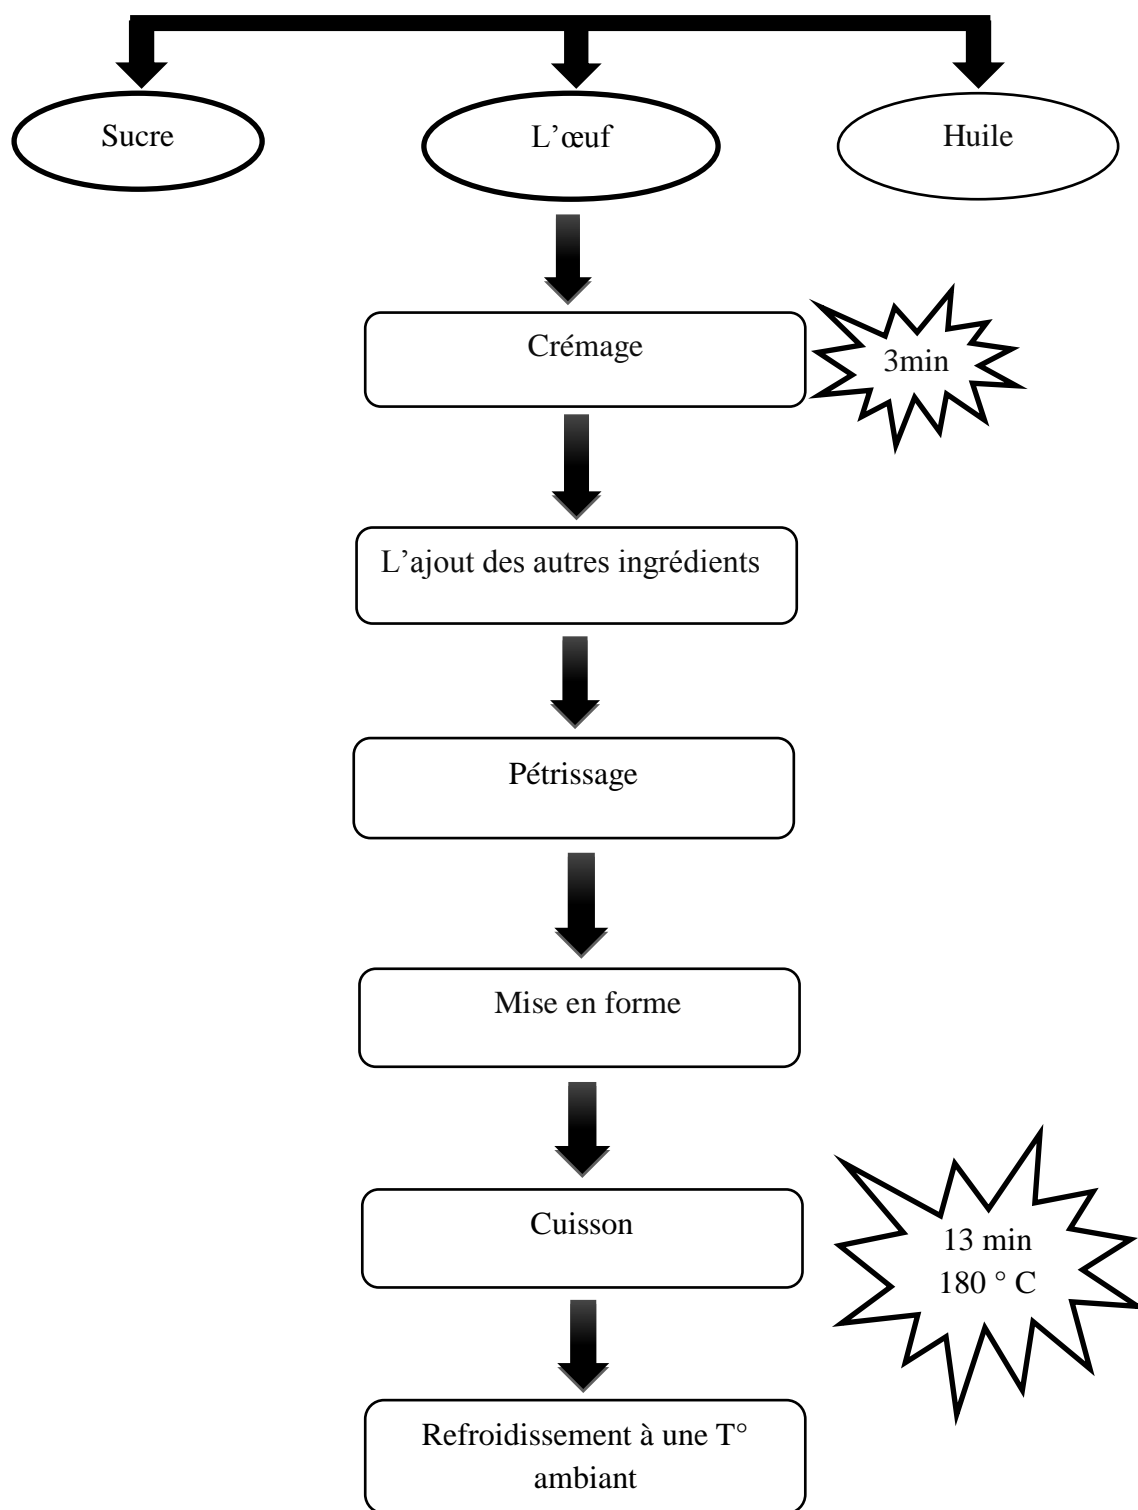 Sucre
L’œuf
Huile
Crémage
3min
L’ajout des autres ingrédients
Pétrissage
Mise en forme
Cuisson
13 min
180 ° C
Refroidissement à une T°
ambiant